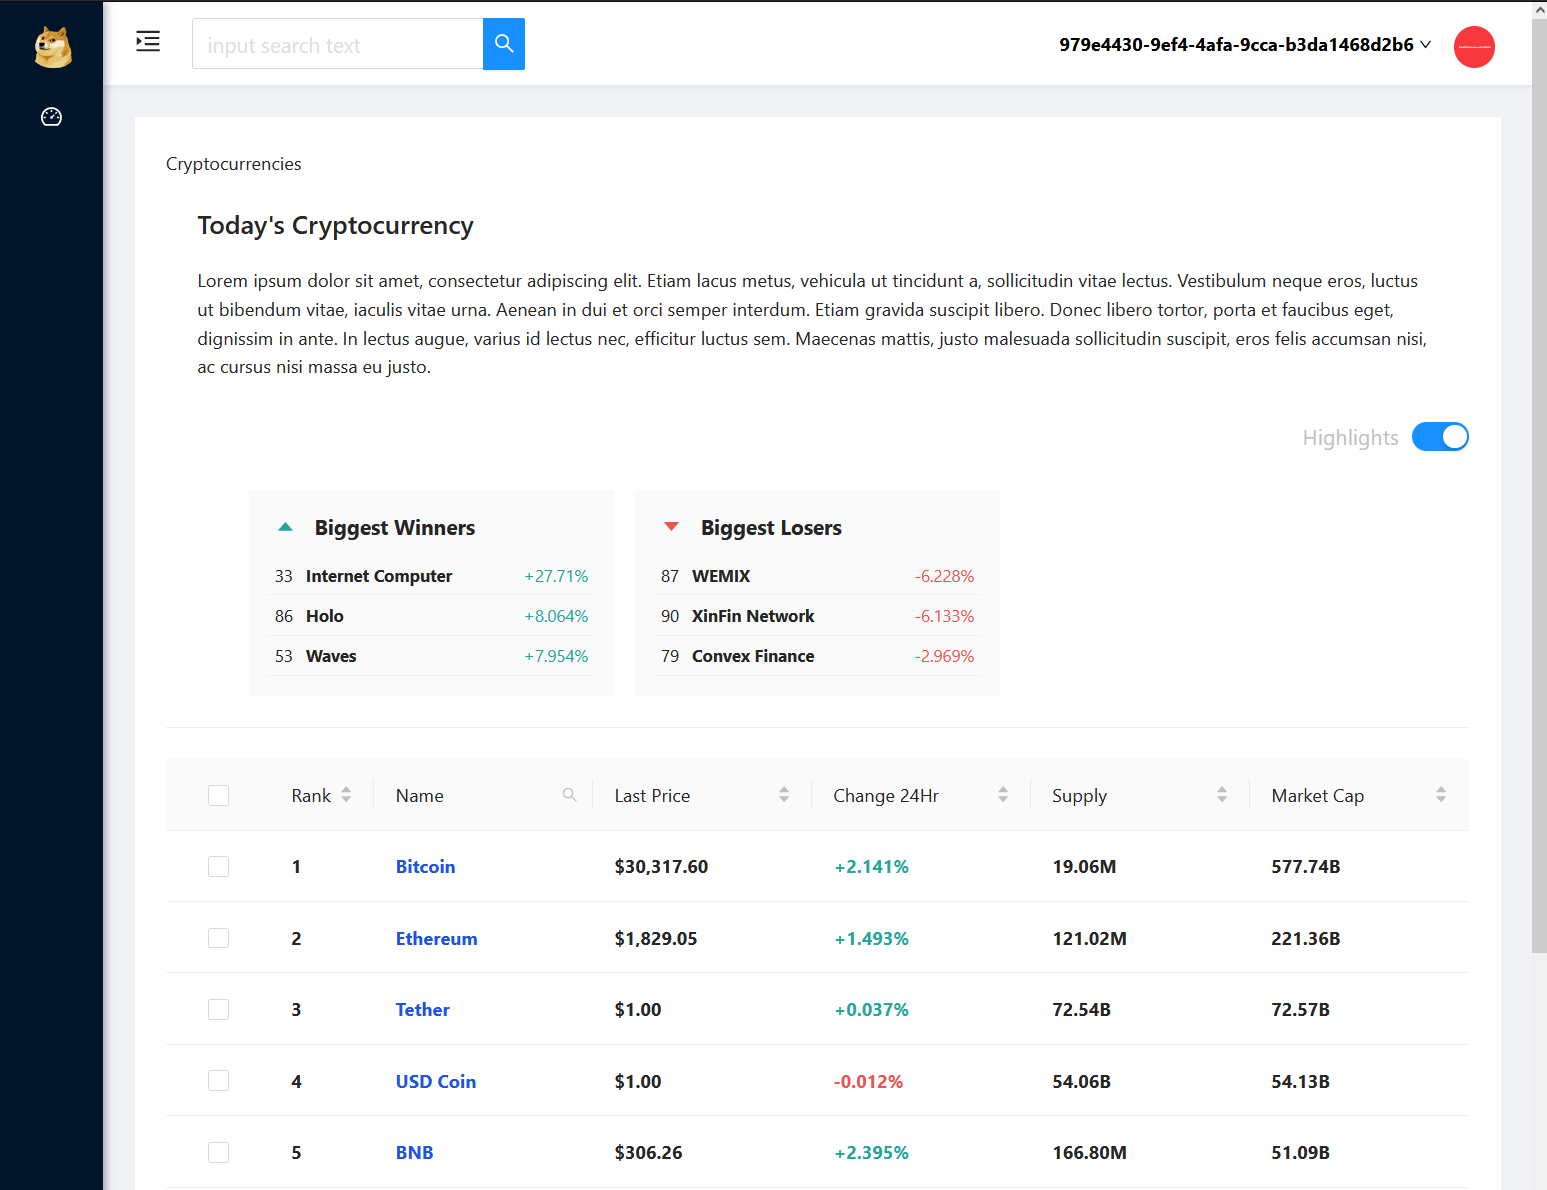 input search text
979e4430-9ef4-4afa-9cca-b3da1468d2b6
Cryptocurrencies
Today's Cryptocurrency
Lorem ipsum dolor sit amet, consectetur adipiscing elit. Etiam lacus metus, vehicula ut tincidunt a, sollicitudin vitae lectus. Vestibulum neque eros, luctus
ut bibendum vitae, iaculis vitae urna. Aenean in dui et orci semper interdum. Etiam gravida suscipit libero. Donec libero tortor, porta et faucibus eget,
dignissim in ante. In lectus augue, varius id lectus nec, efficitur luctus sem. Maecenas mattis, justo malesuada sollicitudin suscipit, eros felis accumsan nisi,
ac cursus nisi massa eu justo.
Highlights
Biggest Winners
33 Internet Computer +27.71%
86 Holo +8.064%
53 Waves +7.954%
Biggest Losers
87 WEMIX -6.228%
90 XinFin Network -6.133%
79 Convex Finance -2.969%
Rank Name Last Price Change 24Hr Supply Market Cap
1 Bitcoin $30,317.60 +2.141% 19.06M 577.74B
2 Ethereum $1,829.05 +1.493% 121.02M 221.36B
3 Tether $1.00 +0.037% 72.54B 72.57B
4 USD Coin $1.00 -0.012% 54.06B 54.13B
5 BNB $306.26 +2.395% 166.80M 51.09B